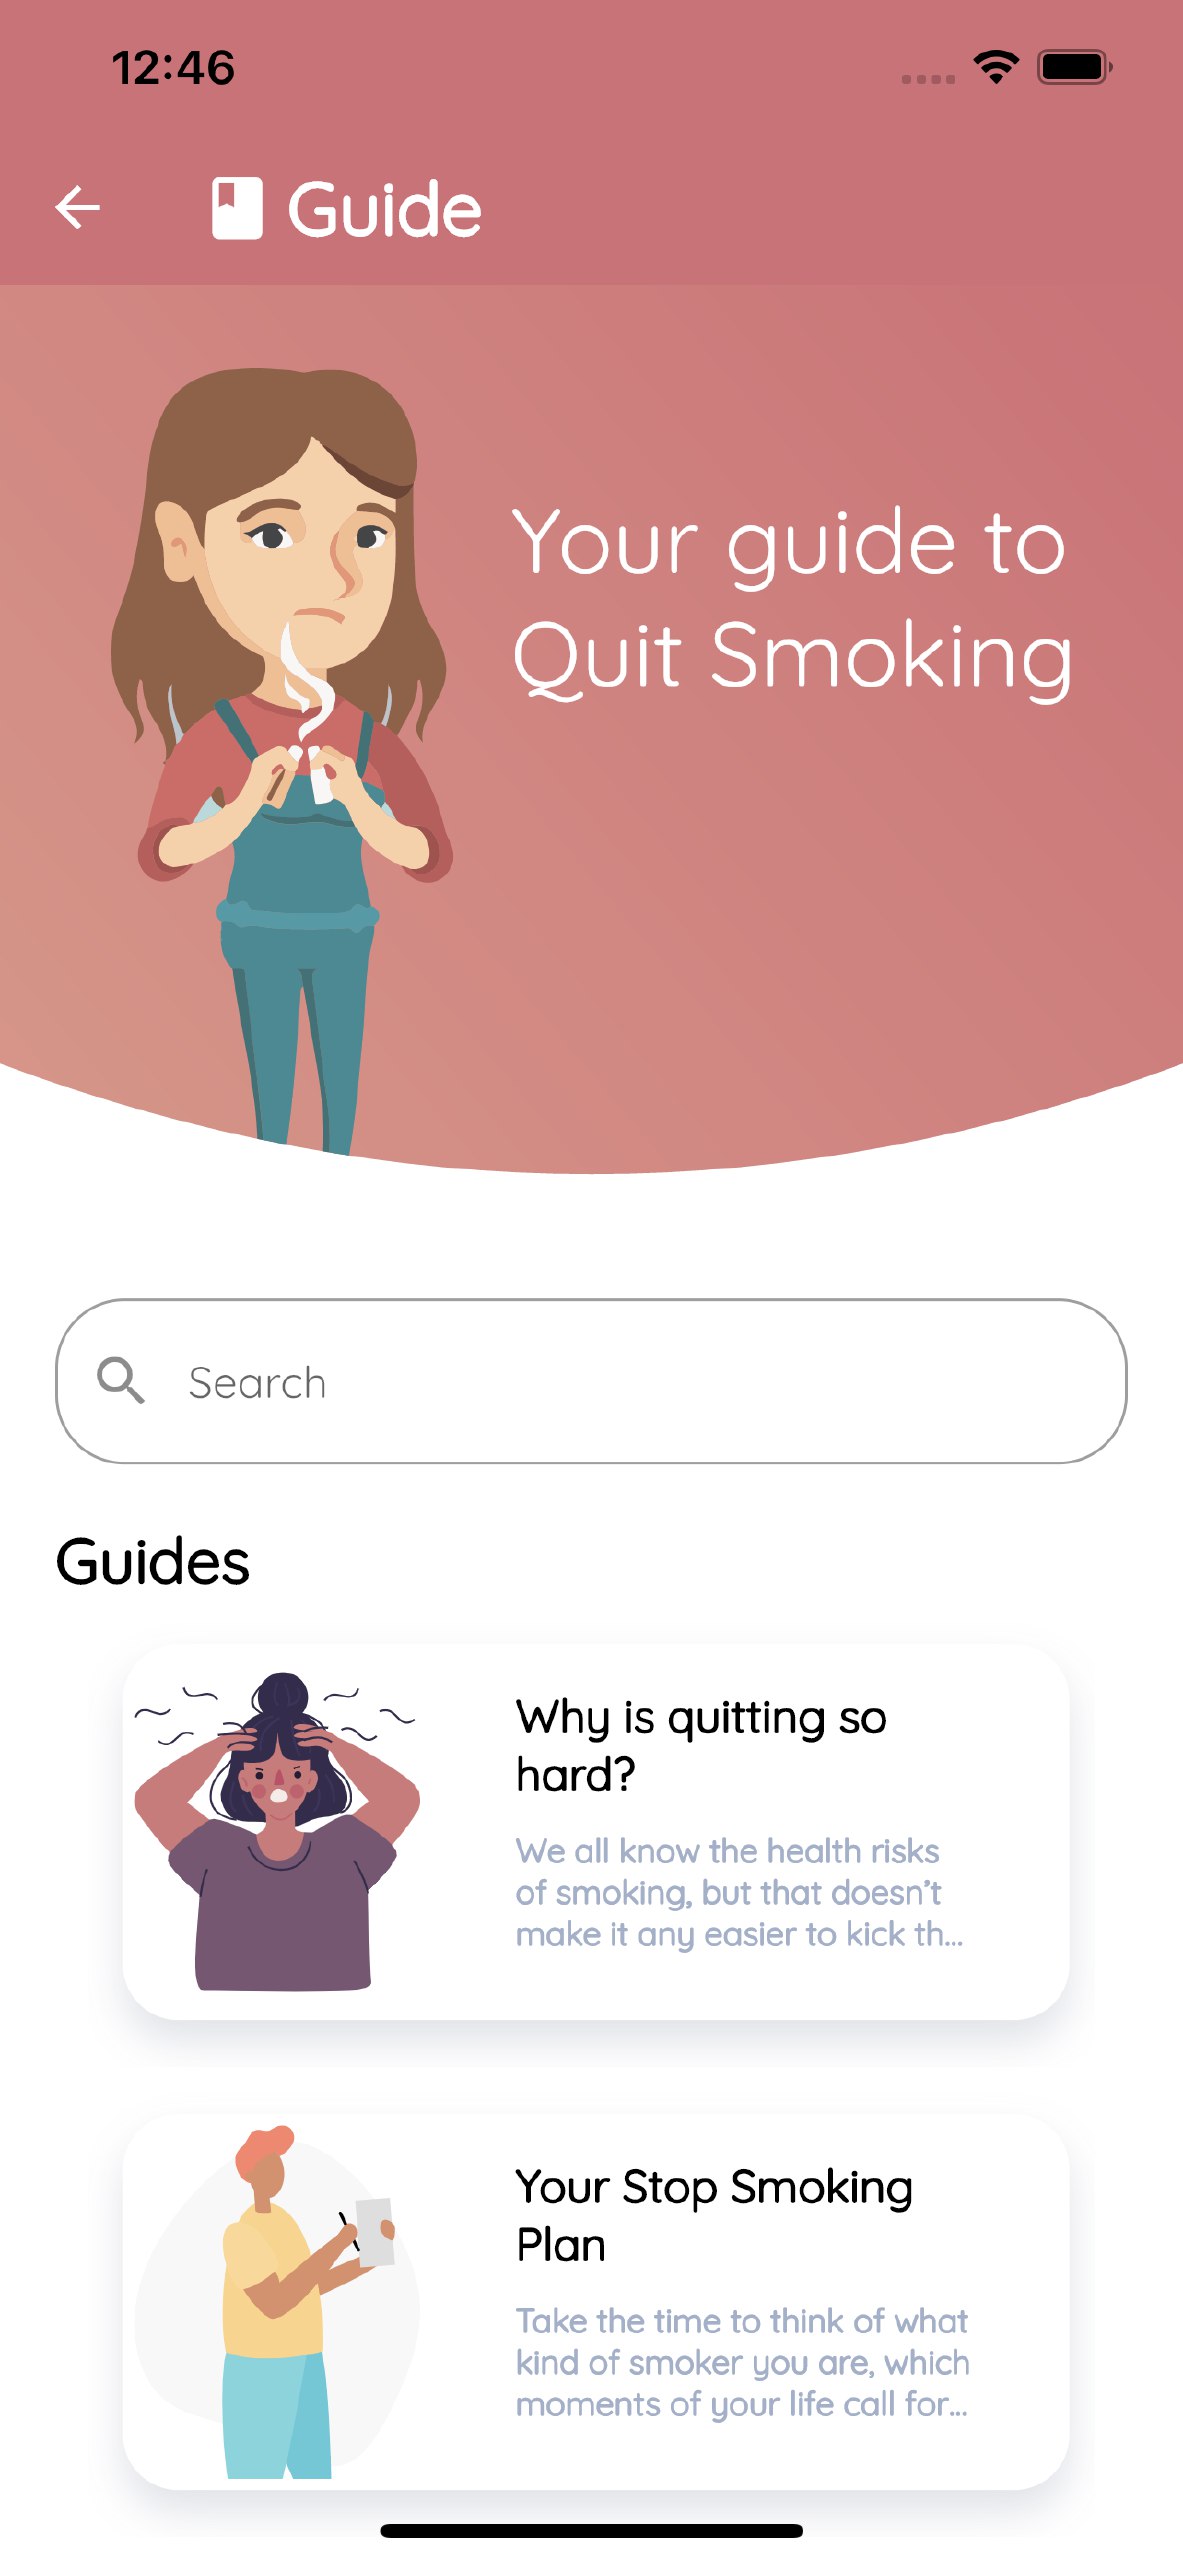 12:46
Guide
Your guide to
Quit Smoking
Search
Guides
Why is quitting so
hard?
We all know the health risks
of smoking, but that doesn’t
make it any easier to kick th...
Your Stop Smoking
Plan
Take the time to think of what
kind of smoker you are, which
moments of your life call for...